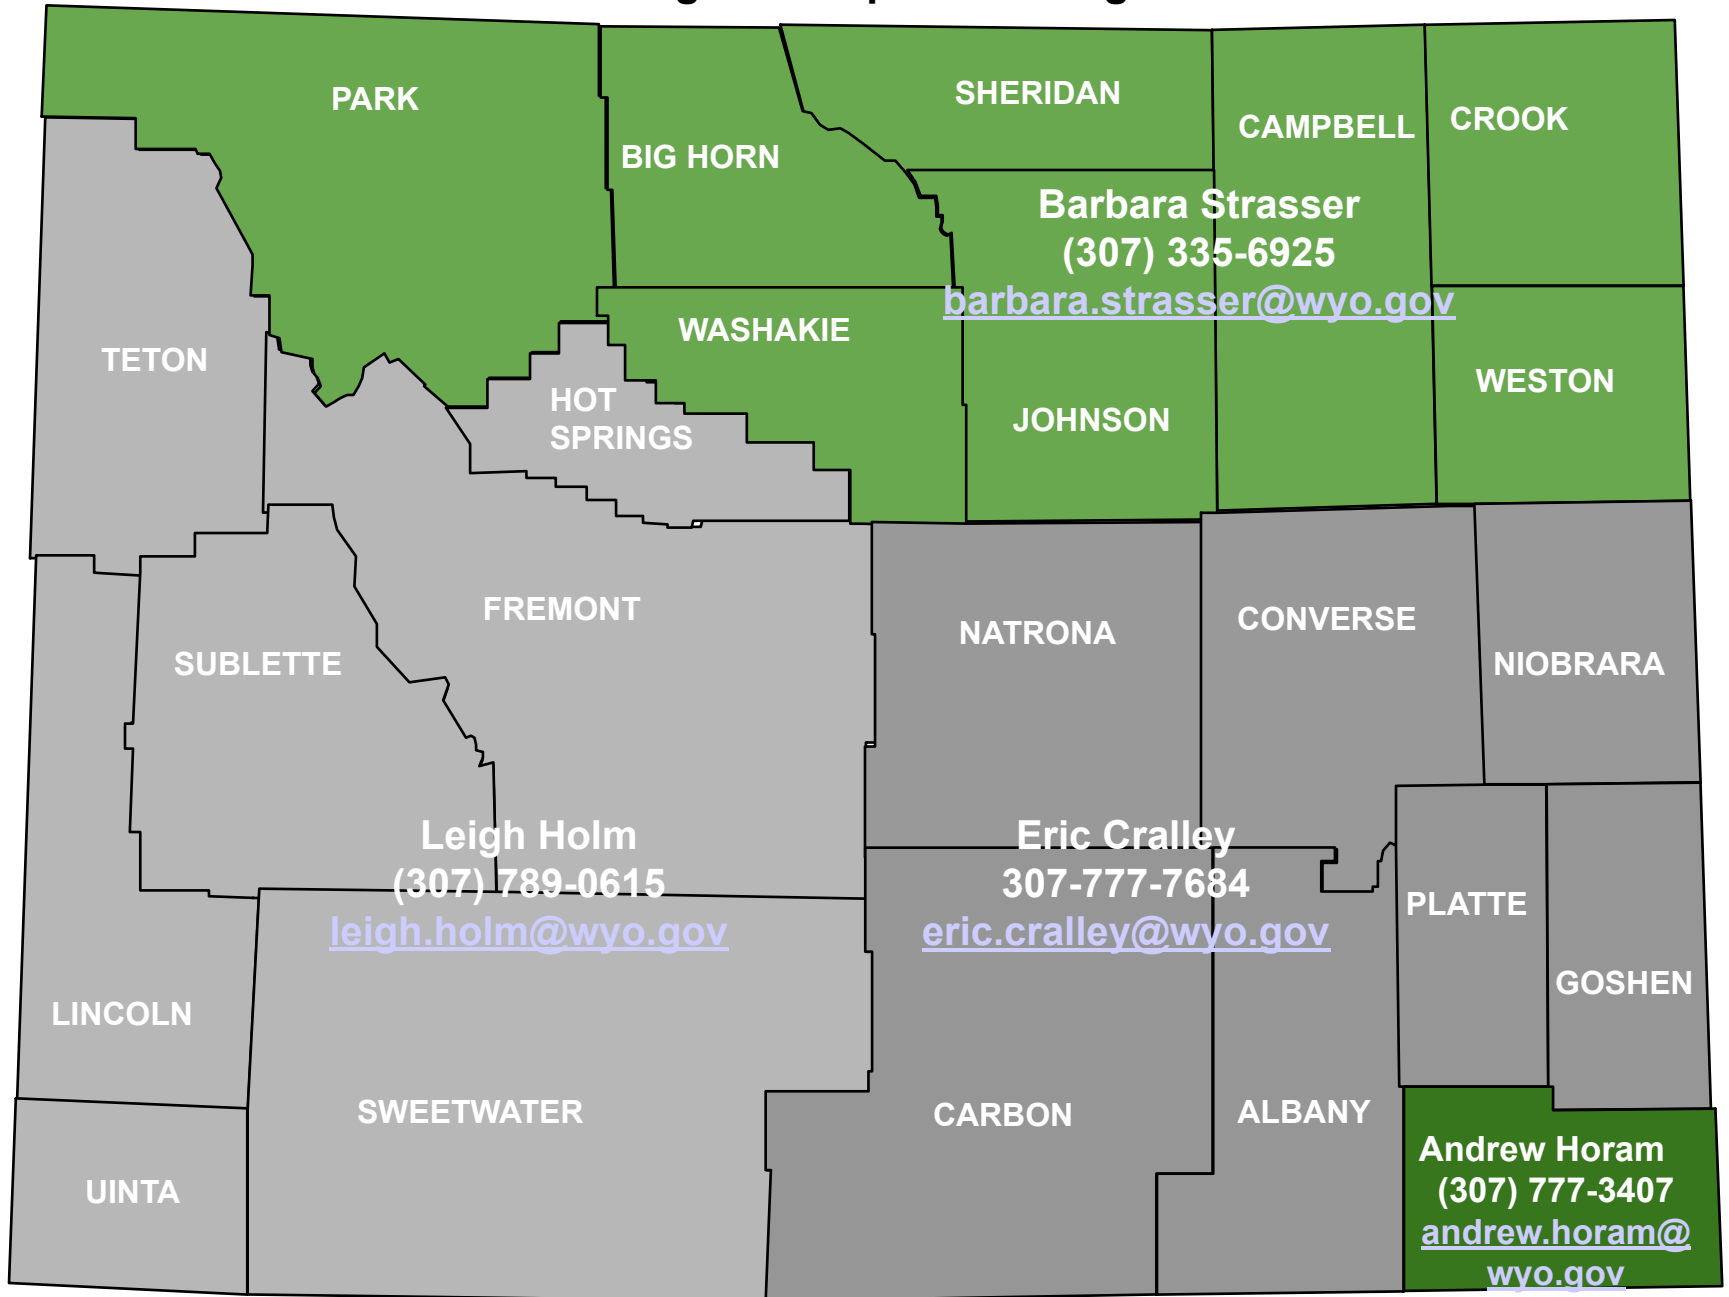 PARK
SHERIDAN
CAMPBELL
CROOK
BIG HORN
Barbara Strasser
(307) 335-6925
barbara.strasser@wyo.gov
WASHAKIE
TETON
WESTON
HOT
SPRINGS
JOHNSON
FREMONT
NATRONA
CONVERSE
SUBLETTE
NIOBRARA
Leigh Holm
(307) 789-0615
leigh.holm@wyo.gov
Eric Cralley
307-777-7684
eric.cralley@wyo.gov
PLATTE
GOSHEN
LINCOLN
SWEETWATER
CARBON
ALBANY
UINTA
Andrew Horam
(307) 777-3407
andrew.horam@
wyo.gov